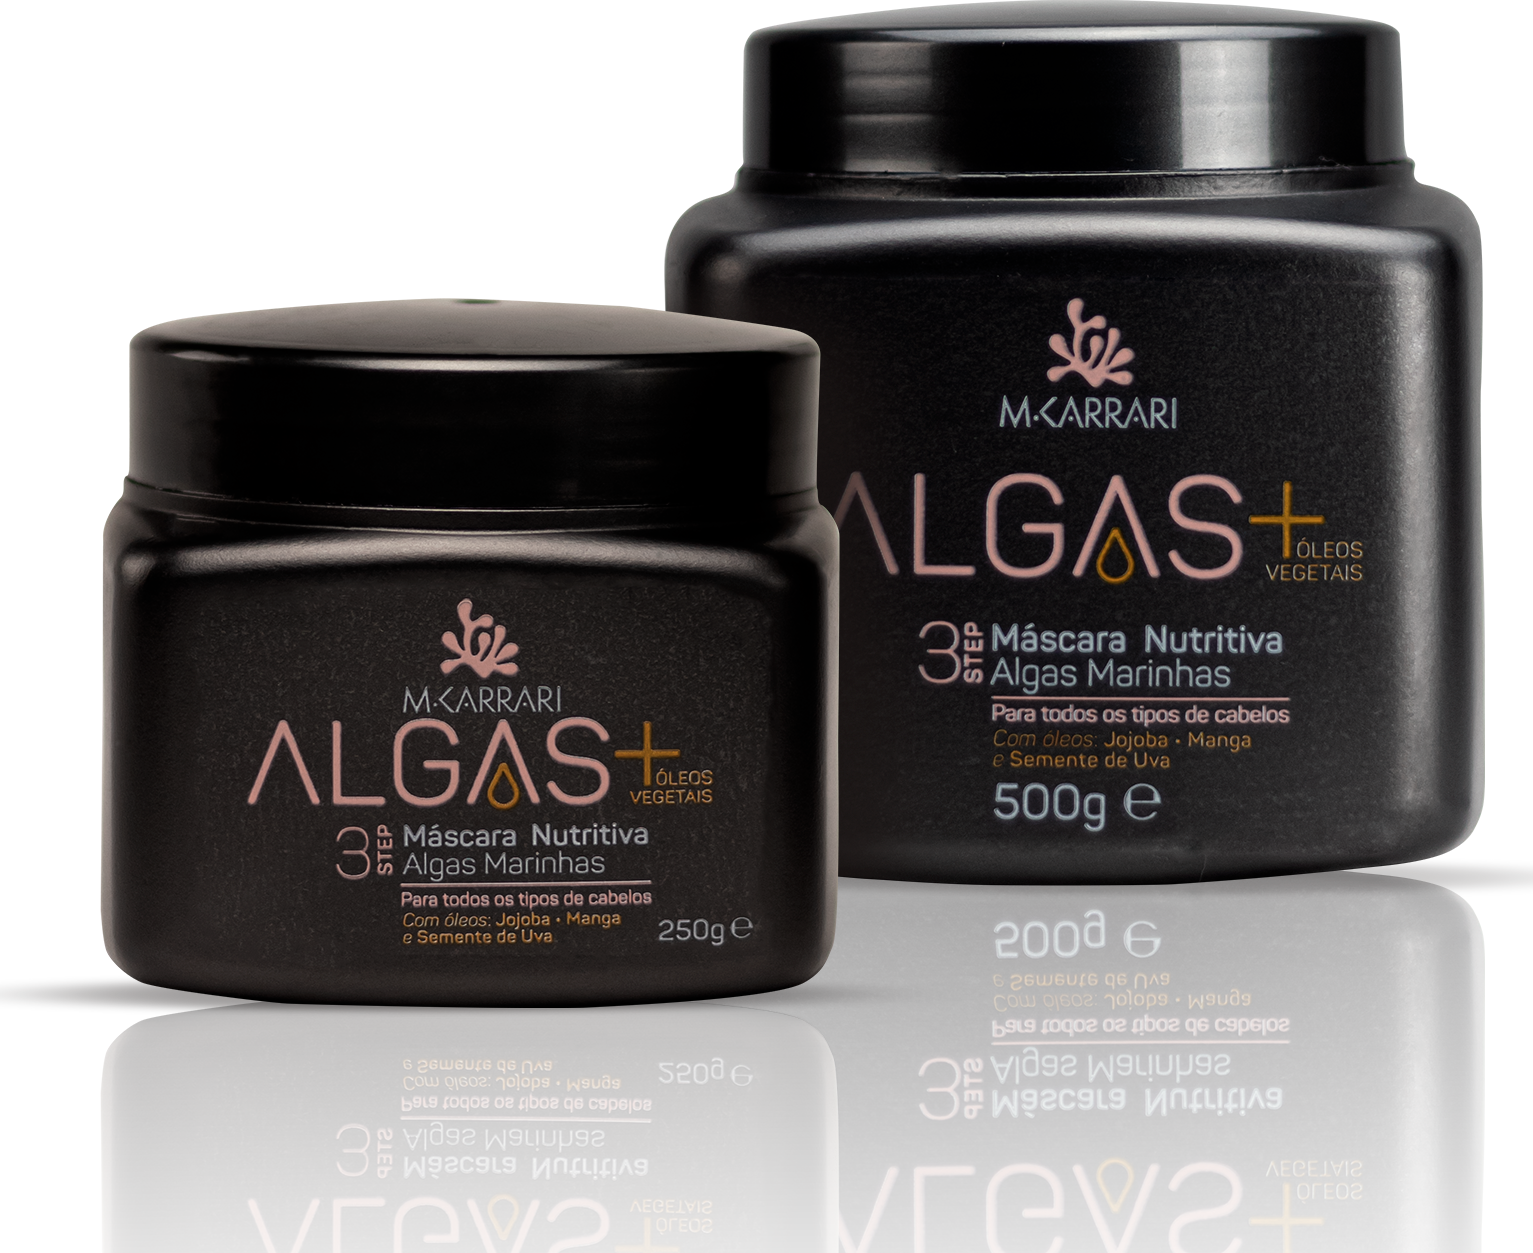 M·CARRARI
ALGAS+
ÓLEOS
VEGETAIS
3 STEP
Máscara Nutritiva
Algas Marinhas
Para todos os tipos de cabelos
Com óleos: Jojoba • Manga
e Semente de Uva
250g e
M·CARRARI
ALGAS+
ÓLEOS
VEGETAIS
3 STEP
Máscara Nutritiva
Algas Marinhas
Para todos os tipos de cabelos
Com óleos: Jojoba • Manga
e Semente de Uva
500g e